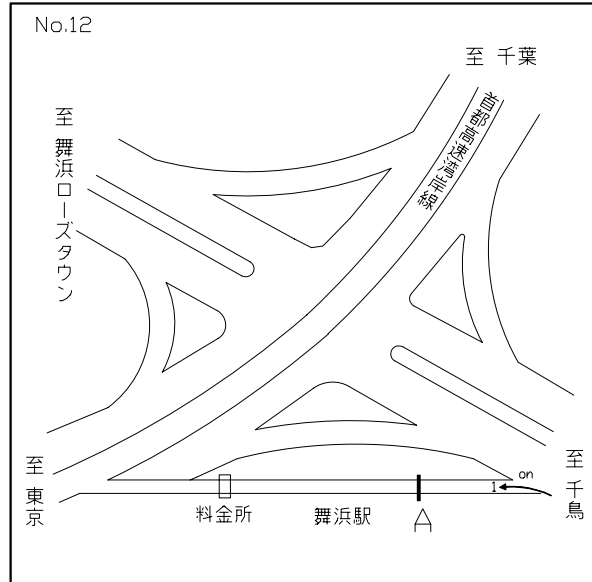 No.12
至 千葉
至 舞浜ローズタウン
首都高速湾岸線
至 東京
料金所
舞浜駅
A
1
on
至 千鳥